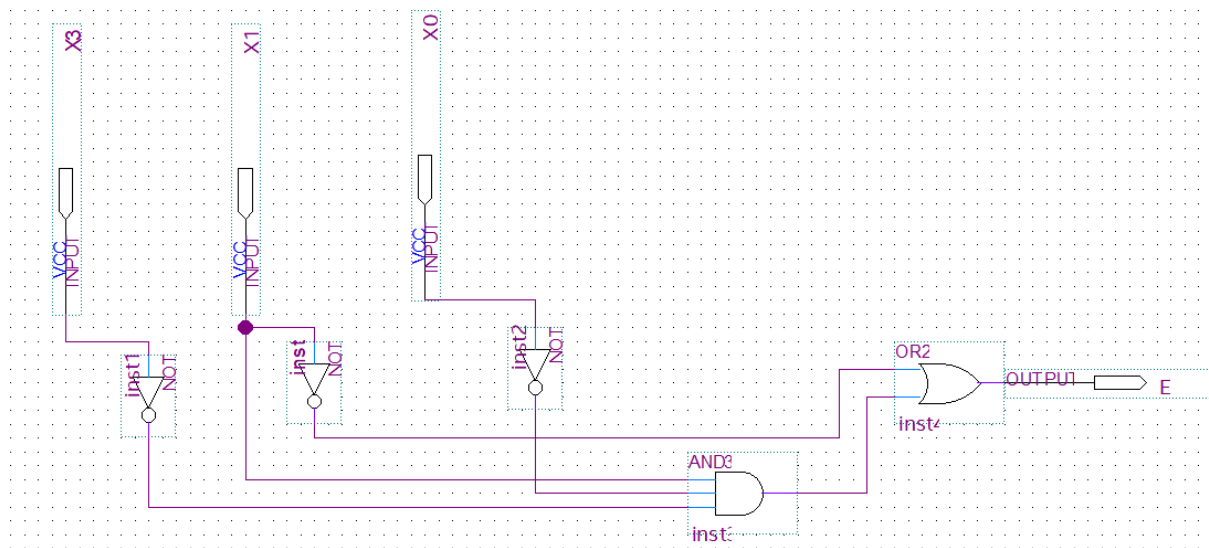 X3
X1
X0
VCC
INPUT
VCC
INPUT
VCC
INPUT
inst1
NOT
inst
NOT
inst2
NOT
OR2
inst4
OUTPUT
E
AND3
inst3